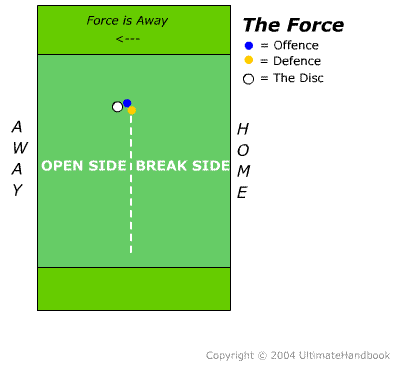 Force is Away
<---
The Force
= Offence
= Defence
= The Disc
A
W
A
Y
OPEN SIDE
BREAK SIDE
H
O
M
E
Copyright © 2004 UltimateHandbook